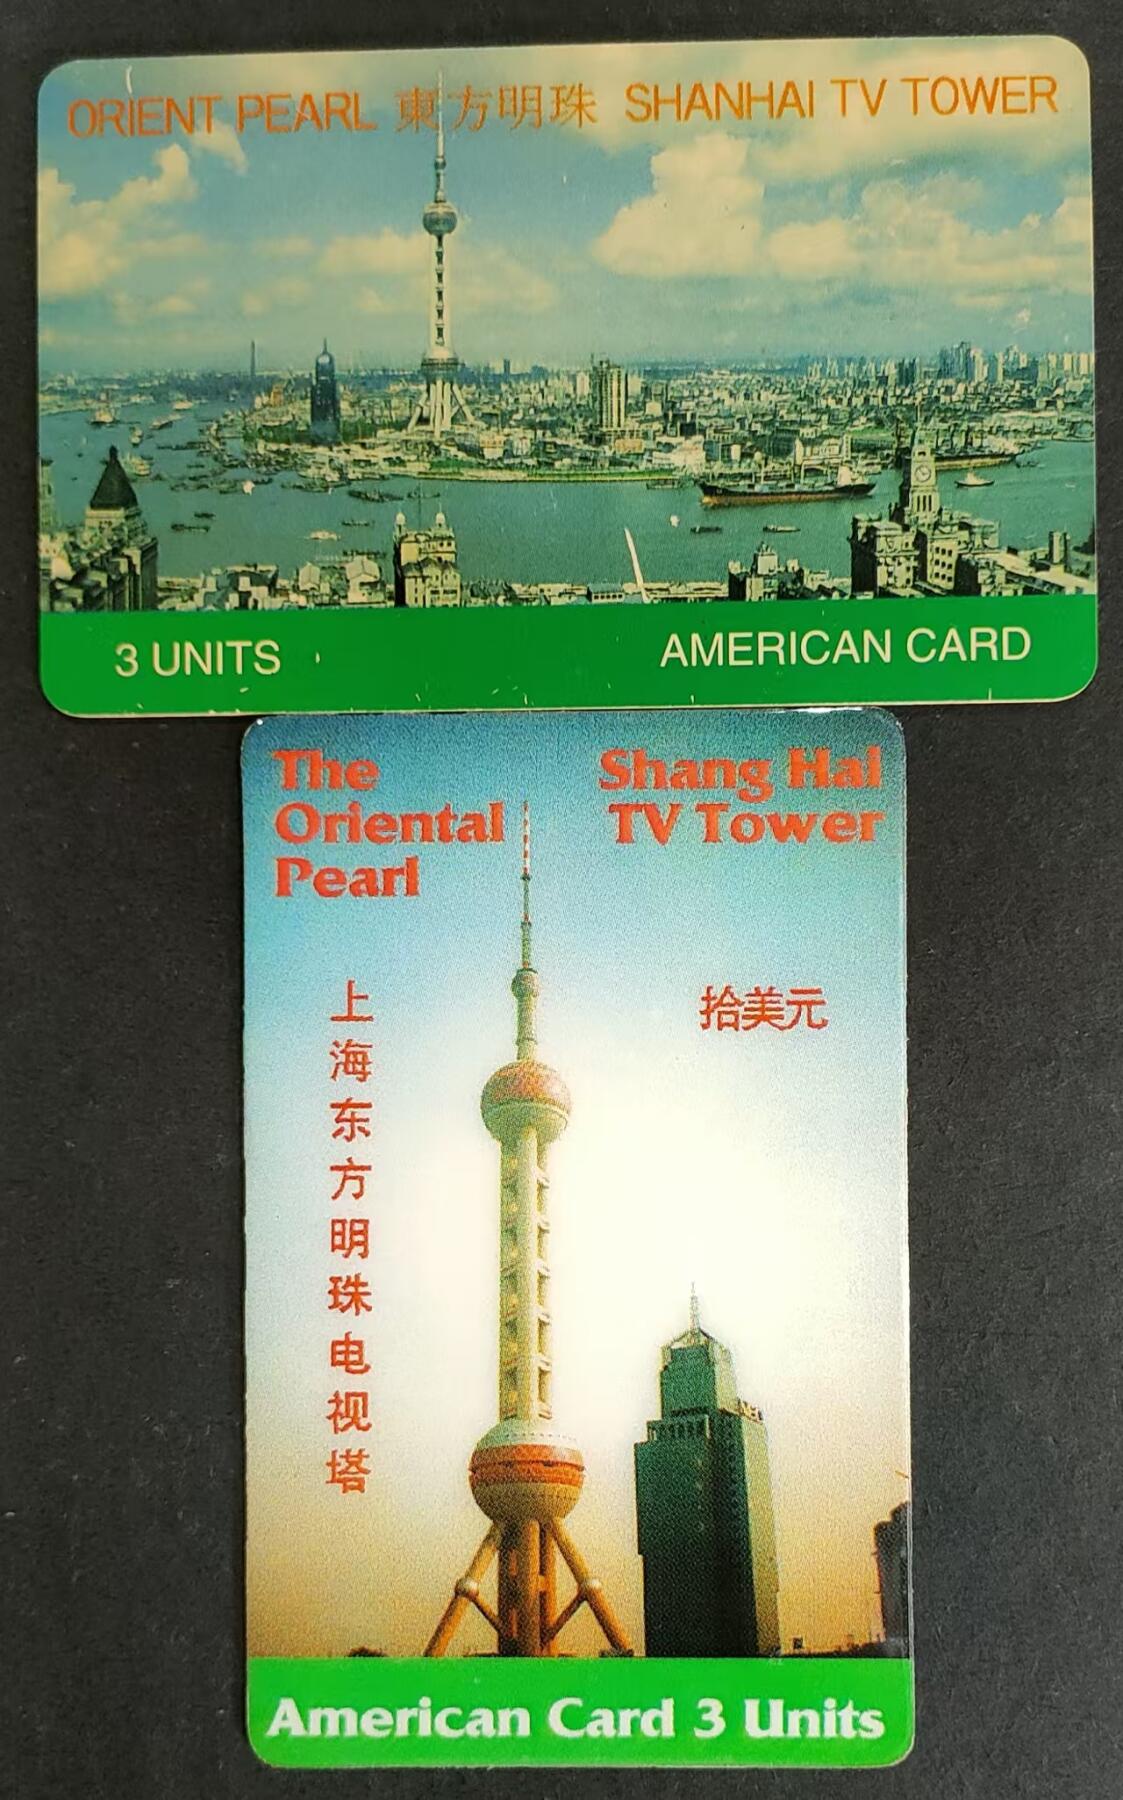 ORIENT PEARL 東方明珠 SHANHAI TV TOWER
3 UNITS
AMERICAN CARD
The
Oriental
Pearl
Shang Hai
TV Tower
上海东方明珠电视塔
拾美元
American Card 3 Units